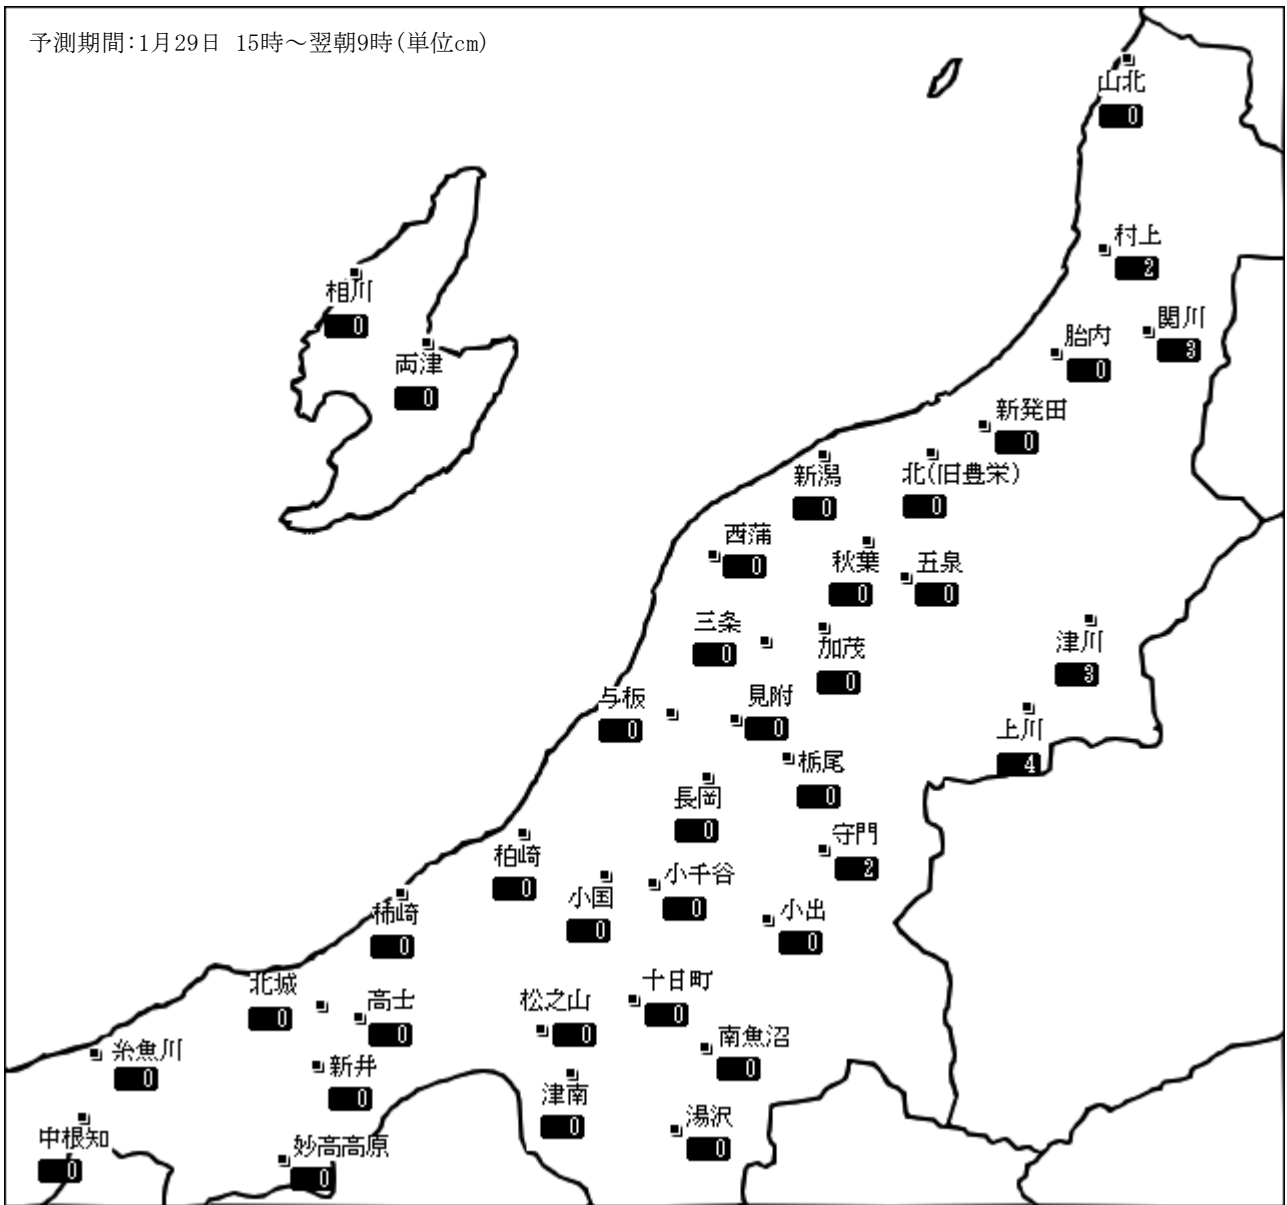 予測期間:1月29日 15時～翌朝9時(単位cm)
山北
0
村上
2
相川
0
関川
3
胎内
0
両津
0
新発田
0
新潟
0
北(旧豊栄)
0
西蒲
0
秋葉
0
五泉
0
三条
0
加茂
0
津川
3
与板
0
見附
0
上川
4
栃尾
0
長岡
0
守門
2
柏崎
0
小千谷
0
小国
0
柿崎
0
小出
0
北城
0
高士
0
松之山
0
十日町
0
南魚沼
0
糸魚川
0
新井
0
津南
0
湯沢
0
中根知
0
妙高高原
0